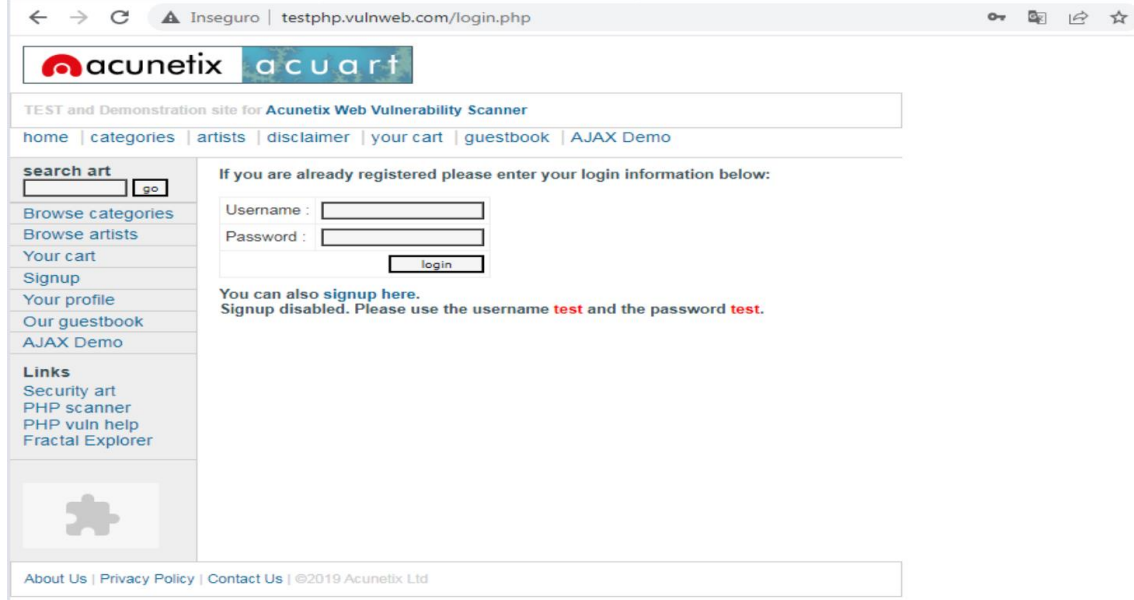 Inseguro | testphp.vulnweb.com/login.php
acunetix acuart
TEST and Demonstration site for Acunetix Web Vulnerability Scanner
home | categories | artists | disclaimer | your cart | guestbook | AJAX Demo
search art
go
Browse categories
Browse artists
Your cart
Signup
Your profile
Our guestbook
AJAX Demo
Links
Security art
PHP scanner
PHP vuln help
Fractal Explorer
If you are already registered please enter your login information below:
Username :
Password :
login
You can also signup here.
Signup disabled. Please use the username test and the password test.
About Us | Privacy Policy | Contact Us | ©2019 Acunetix Ltd